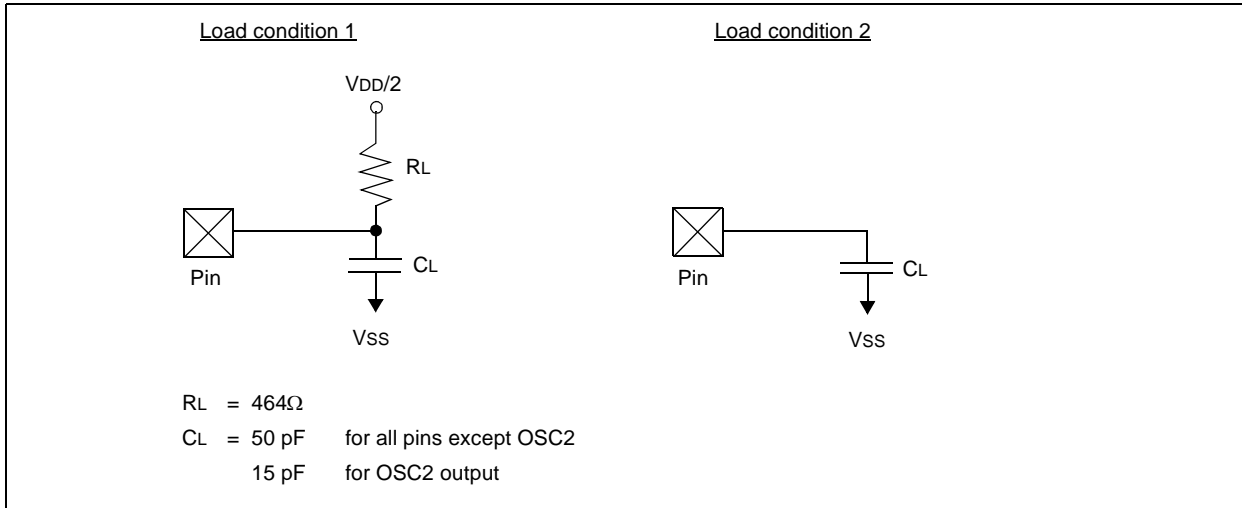 Load condition 1
Load condition 2
VDD/2
RL
Pin
CL
VSS
Pin
CL
VSS
RL = 464Ω
CL = 50 pF for all pins except OSC2
15 pF for OSC2 output